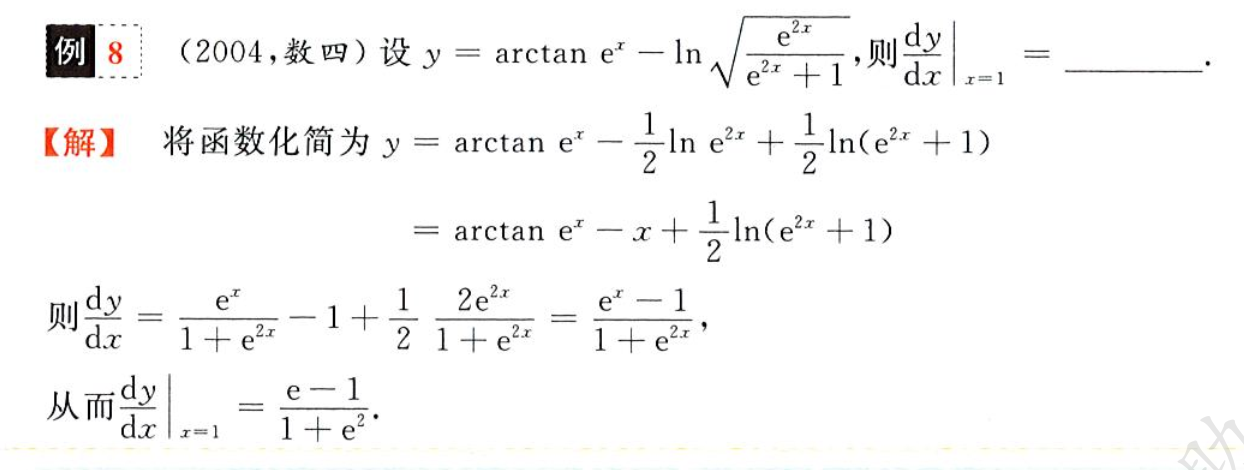 例 8 (2004,数四)设 y = arctan e^x − ln √(e^{2x}/(e^{2x} + 1)),则 dy/dx|_{x=1} = ________.
【解】 将函数化简为 y = arctan e^x − 1/2 ln e^{2x} + 1/2 ln(e^{2x} + 1)
= arctan e^x − x + 1/2 ln(e^{2x} + 1)
则 dy/dx = e^x/(1 + e^{2x}) − 1 + 1/2 2e^{2x}/(1 + e^{2x}) = (e^x − 1)/(1 + e^{2x}),
从而 dy/dx|_{x=1} = (e − 1)/(1 + e^2).
助